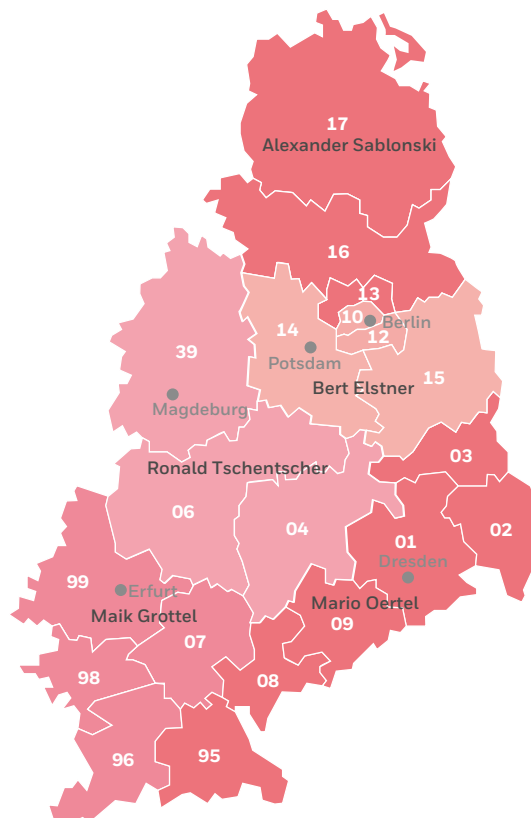 17
Alexander Sablonski
16
13
10
Berlin
14
12
39
Potsdam
15
Bert Elstner
Magdeburg
03
Ronald Tschentscher
06
04
01
02
Dresden
99
Erfurt
Mario Oertel
Maik Grottel
09
07
98
08
95
96